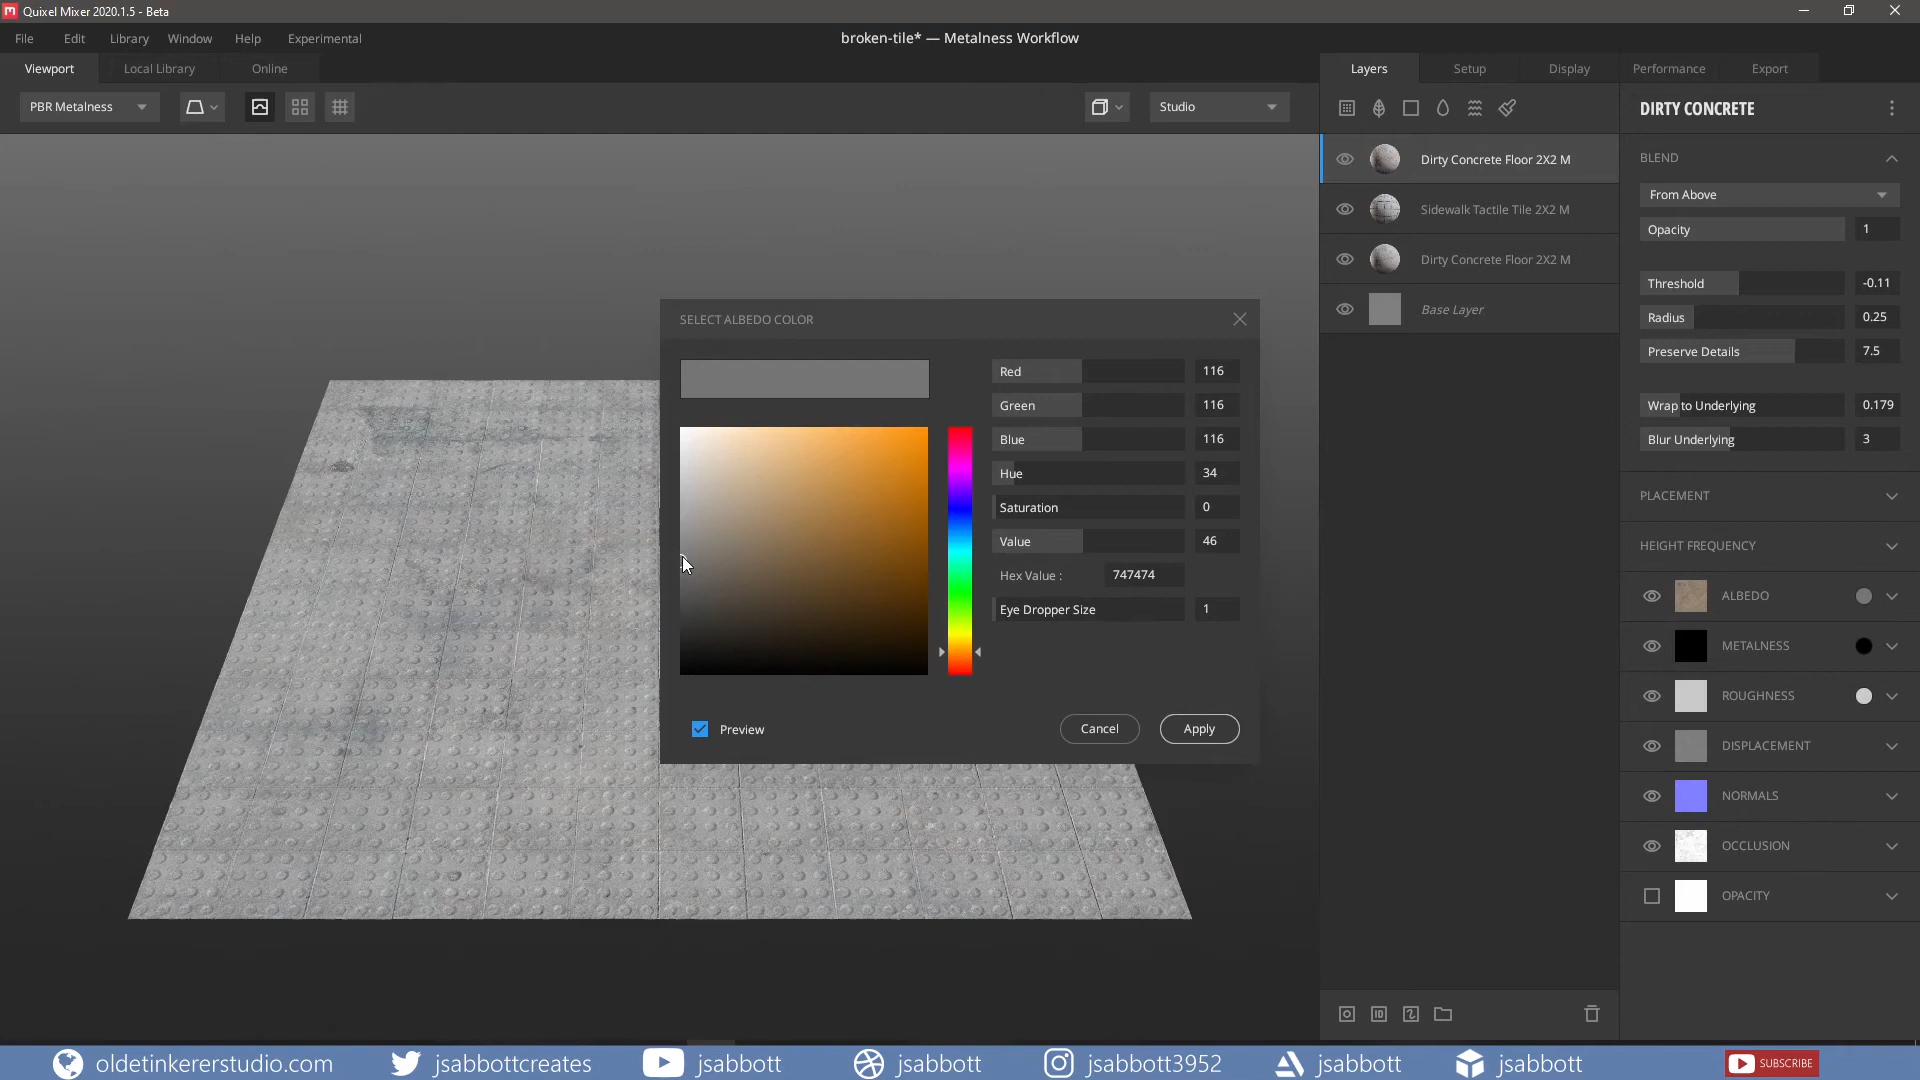 Quixel Mixer 2020.1.5 - Beta
File Edit Library Window Help Experimental
broken-tile* — Metalness Workflow
Viewport Local Library Online
Layers Setup Display Performance Export
PBR Metalness
Studio
DIRTY CONCRETE
BLEND
From Above
Opacity 1
Threshold -0.11
Radius 0.25
Preserve Details 7.5
Wrap to Underlying 0.179
Blur Underlying 3
PLACEMENT
HEIGHT FREQUENCY
ALBEDO
METALNESS
ROUGHNESS
DISPLACEMENT
NORMALS
OCCLUSION
OPACITY
Dirty Concrete Floor 2X2 M
Sidewalk Tactile Tile 2X2 M
Dirty Concrete Floor 2X2 M
Base Layer
SELECT ALBEDO COLOR
Red 116
Green 116
Blue 116
Hue 34
Saturation 0
Value 46
Hex Value : 747474
Eye Dropper Size 1
Preview
Cancel
Apply
oldetinkererstudio.com jsabbottcreates jsabbott jsabbott jsabbott3952 jsabbott jsabbott SUBSCRIBE